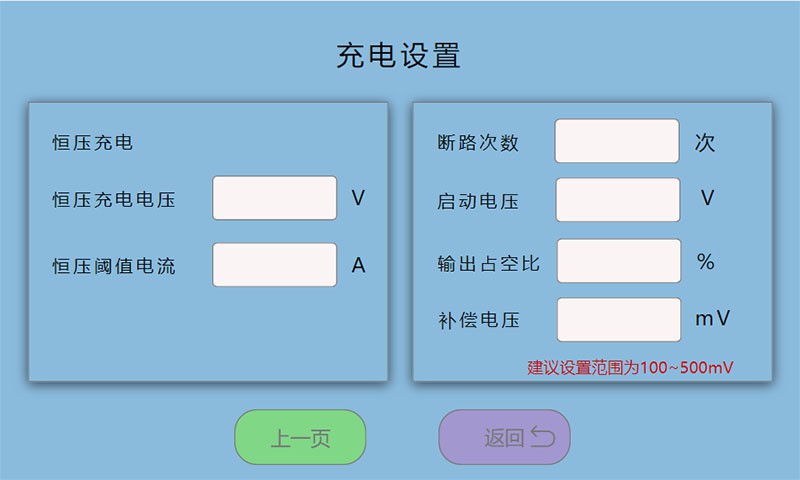 充电设置
恒压充电
恒压充电电压 V
恒压阈值电流 A
断路次数 次
启动电压 V
输出占空比 %
补偿电压 mV
建议设置范围为100~500mV
上一页
返回